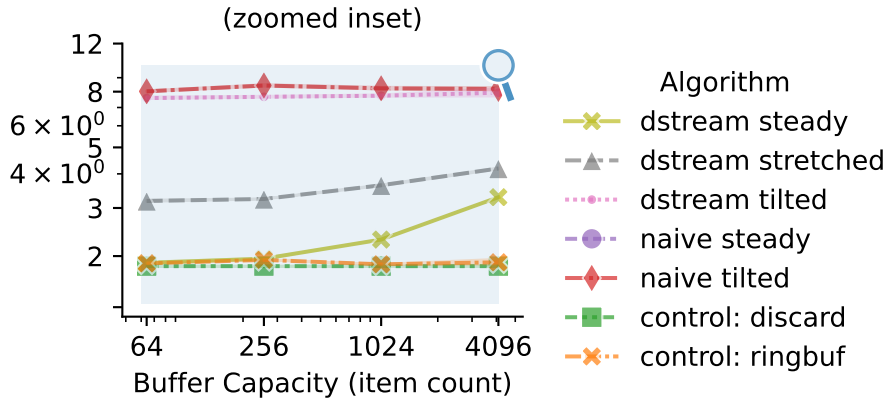 (zoomed inset)
12
8
6 × 10⁰
5
4 × 10⁰
3
2
64 256 1024 4096
Buffer Capacity (item count)
Algorithm
dstream steady
dstream stretched
dstream tilted
naive steady
naive tilted
control: discard
control: ringbuf